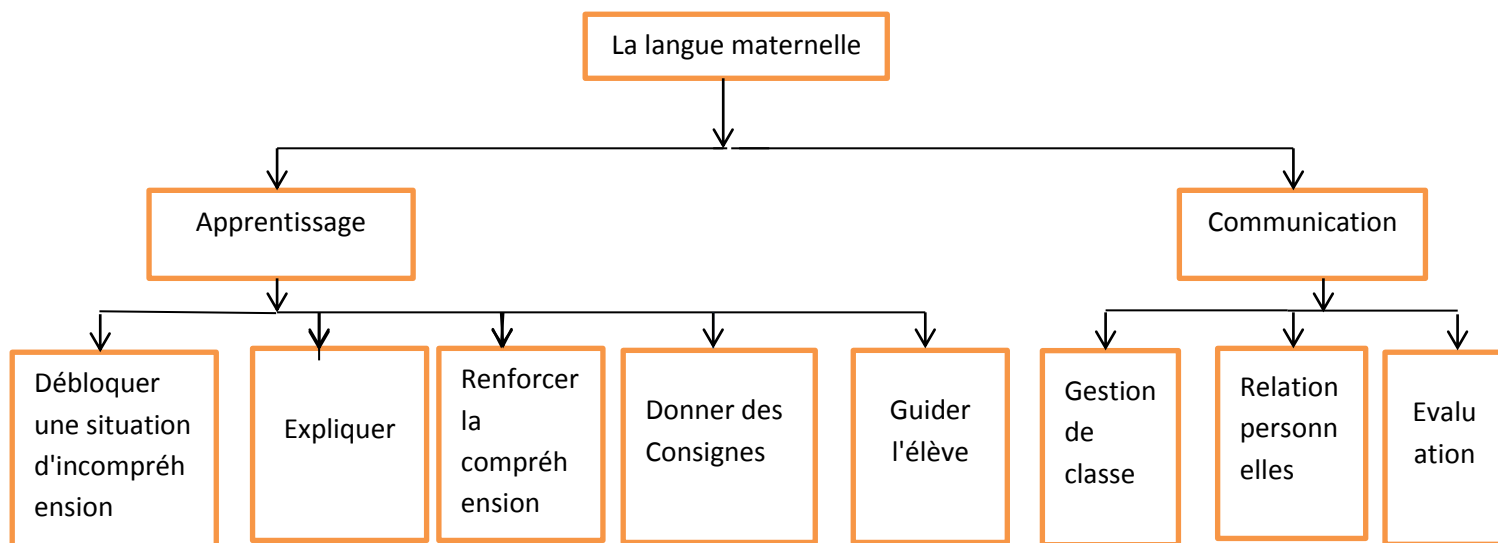 La langue maternelle
Apprentissage
Communication
Débloquer
une situation
d'incompréh
ension
Expliquer
Renforcer
la
compréh
ension
Donner des
Consignes
Guider
l'élève
Gestion
de
classe
Relation
personn
elles
Evalu
ation